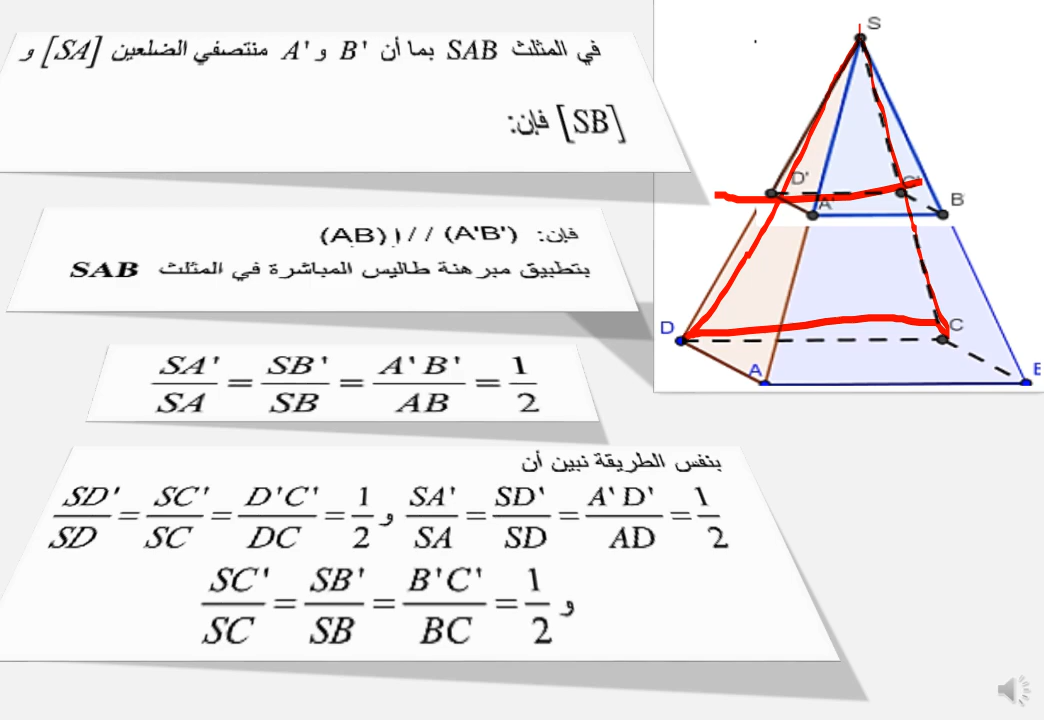 في المثلث SAB بما أن B' و A' منتصفي الضلعين [SA] و
[SB] فإن:
فإن: (A'B') // (AB)
بتطبيق مبرهنة طاليس المباشرة في المثلث SAB
SA'/SA = SB'/SB = A'B'/AB = 1/2
بنفس الطريقة نبين أن
SD'/SD = SC'/SC = D'C'/DC = 1/2 و SA'/SA = SD'/SD = A'D'/AD = 1/2
و SC'/SC = SB'/SB = B'C'/BC = 1/2
S
D'
C'
A'
B
D
C
A